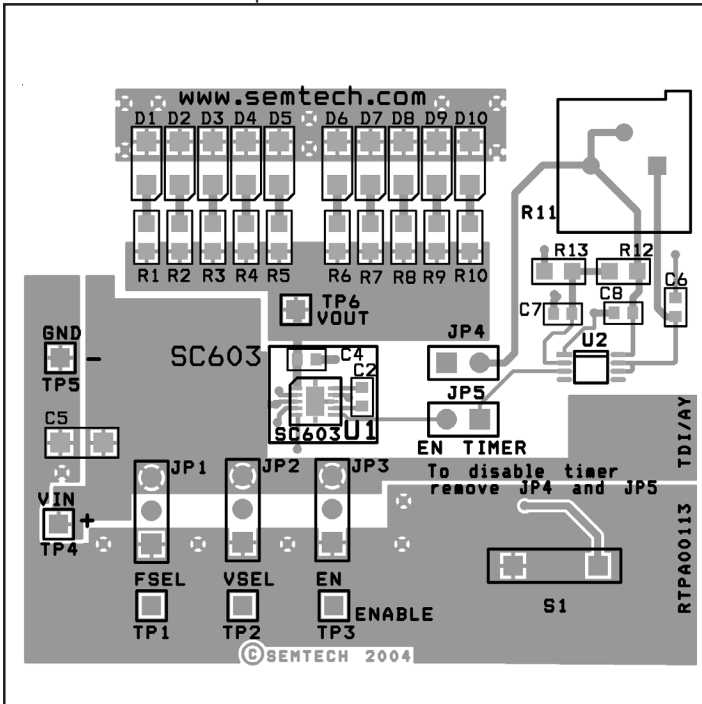 www.semtech.com
D1 D2 D3 D4 D5 D6 D7 D8 D9 D10
R11
R1 R2 R3 R4 R5 R6 R7 R8 R9 R10
R13 R12
C7 C8 C6
TP6
VOUT
GND
-
TP5
SC603
C4
C2
SC603 U1
JP4
U2
JP5
EN TIMER
C5
TDI/AY
JP1 JP2 JP3
To disable timer
remove JP4 and JP5
VIN
+
TP4
RTPA00113
FSEL VSEL EN
S1
ENABLE
TP1 TP2 TP3
©SEMTECH 2004